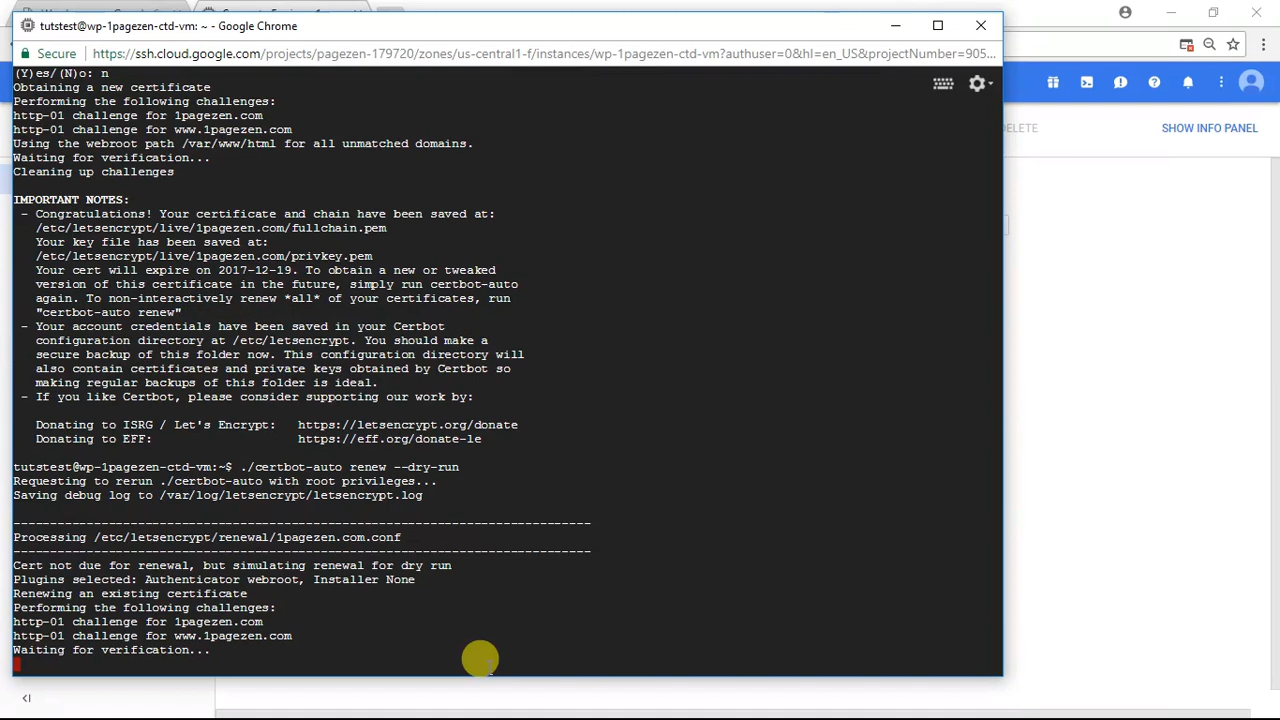 tutstest@wp-1pagezen-ctd-vm: ~ - Google Chrome
Secure
https://ssh.cloud.google.com/projects/pagezen-179720/zones/us-central1-f/instances/wp-1pagezen-ctd-vm?authuser=0&hl=en_US&projectNumber=905...
(Y)es/(N)o: n
Obtaining a new certificate
Performing the following challenges:
http-01 challenge for 1pagezen.com
http-01 challenge for www.1pagezen.com
Using the webroot path /var/www/html for all unmatched domains.
Waiting for verification...
Cleaning up challenges
IMPORTANT NOTES:
- Congratulations! Your certificate and chain have been saved at:
/etc/letsencrypt/live/1pagezen.com/fullchain.pem
Your key file has been saved at:
/etc/letsencrypt/live/1pagezen.com/privkey.pem
Your cert will expire on 2017-12-19. To obtain a new or tweaked
version of this certificate in the future, simply run certbot-auto
again. To non-interactively renew *all* of your certificates, run
"certbot-auto renew"
- Your account credentials have been saved in your Certbot
configuration directory at /etc/letsencrypt. You should make a
secure backup of this folder now. This configuration directory will
also contain certificates and private keys obtained by Certbot so
making regular backups of this folder is ideal.
- If you like Certbot, please consider supporting our work by:
Donating to ISRG / Let's Encrypt: https://letsencrypt.org/donate
Donating to EFF: https://eff.org/donate-le
tutstest@wp-1pagezen-ctd-vm:~$ ./certbot-auto renew --dry-run
Requesting to rerun ./certbot-auto with root privileges...
Saving debug log to /var/log/letsencrypt/letsencrypt.log
-------------------------------------------------------------------------------
Processing /etc/letsencrypt/renewal/1pagezen.com.conf
-------------------------------------------------------------------------------
Cert not due for renewal, but simulating renewal for dry run
Plugins selected: Authenticator webroot, Installer None
Renewing an existing certificate
Performing the following challenges:
http-01 challenge for 1pagezen.com
http-01 challenge for www.1pagezen.com
Waiting for verification...
SHOW INFO PANEL